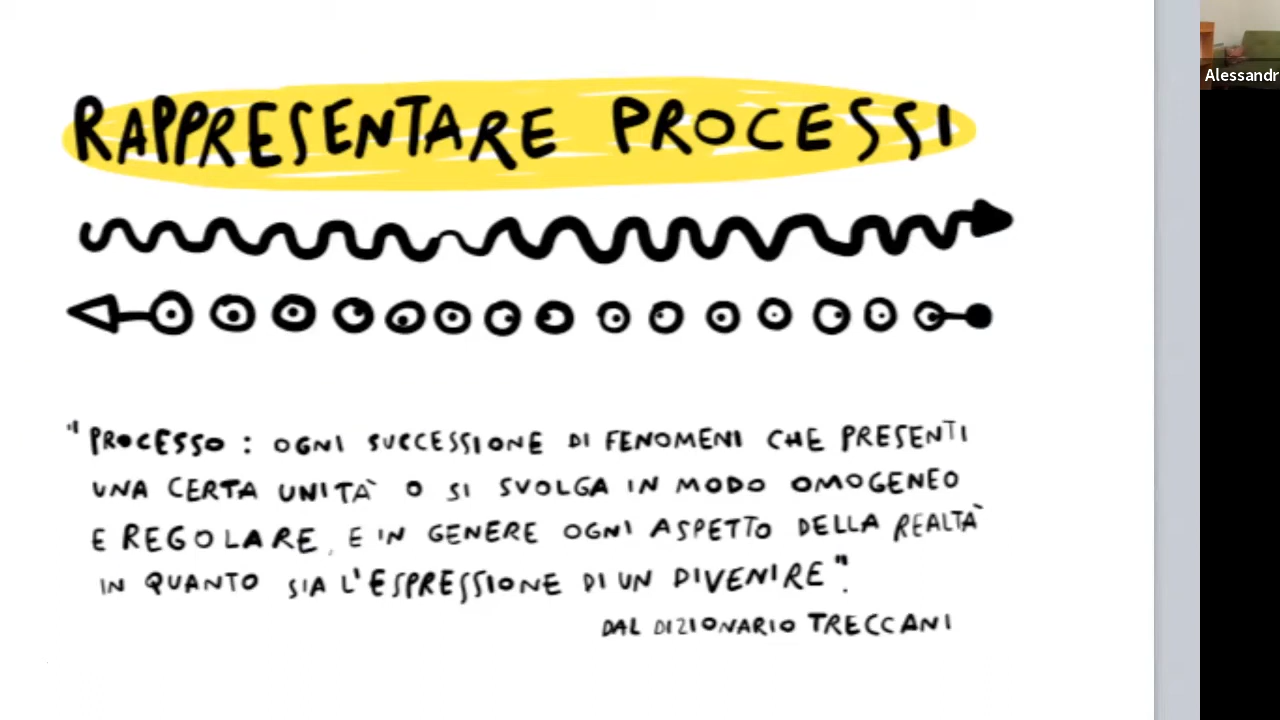 RAPPRESENTARE PROCESSI
"PROCESSO: OGNI SUCCESSIONE DI FENOMENI CHE PRESENTI
UNA CERTA UNITÀ O SI SVOLGA IN MODO OMOGENEO
E REGOLARE, E IN GENERE OGNI ASPETTO DELLA REALTÀ
IN QUANTO SIA L'ESPRESSIONE DI UN DIVENIRE".
DAL DIZIONARIO TRECCANI
Alessandr